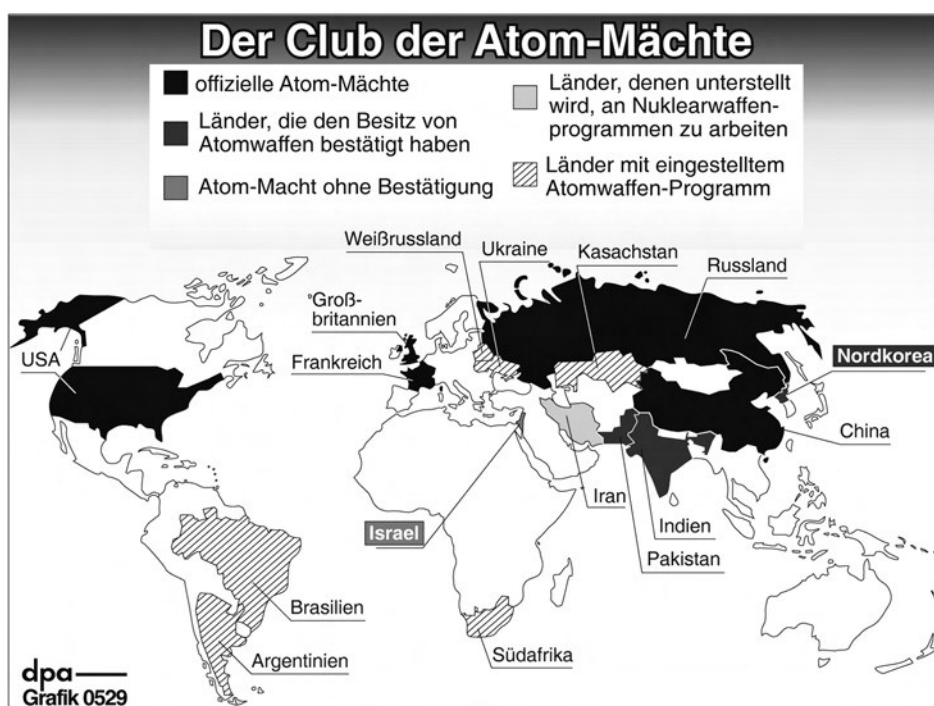 Der Club der Atom-Mächte
offizielle Atom-Mächte
Länder, die den Besitz von
Atomwaffen bestätigt haben
Atom-Macht ohne Bestätigung
Länder, denen unterstellt
wird, an Nuklearwaffen-
programmen zu arbeiten
Länder mit eingestelltem
Atomwaffen-Programm
Weißrussland
Ukraine
Kasachstan
Russland
Groß-
britannien
Frankreich
USA
Nordkorea
China
Iran
Indien
Israel
Pakistan
Brasilien
Argentinien
Südafrika
dpa
Grafik 0529